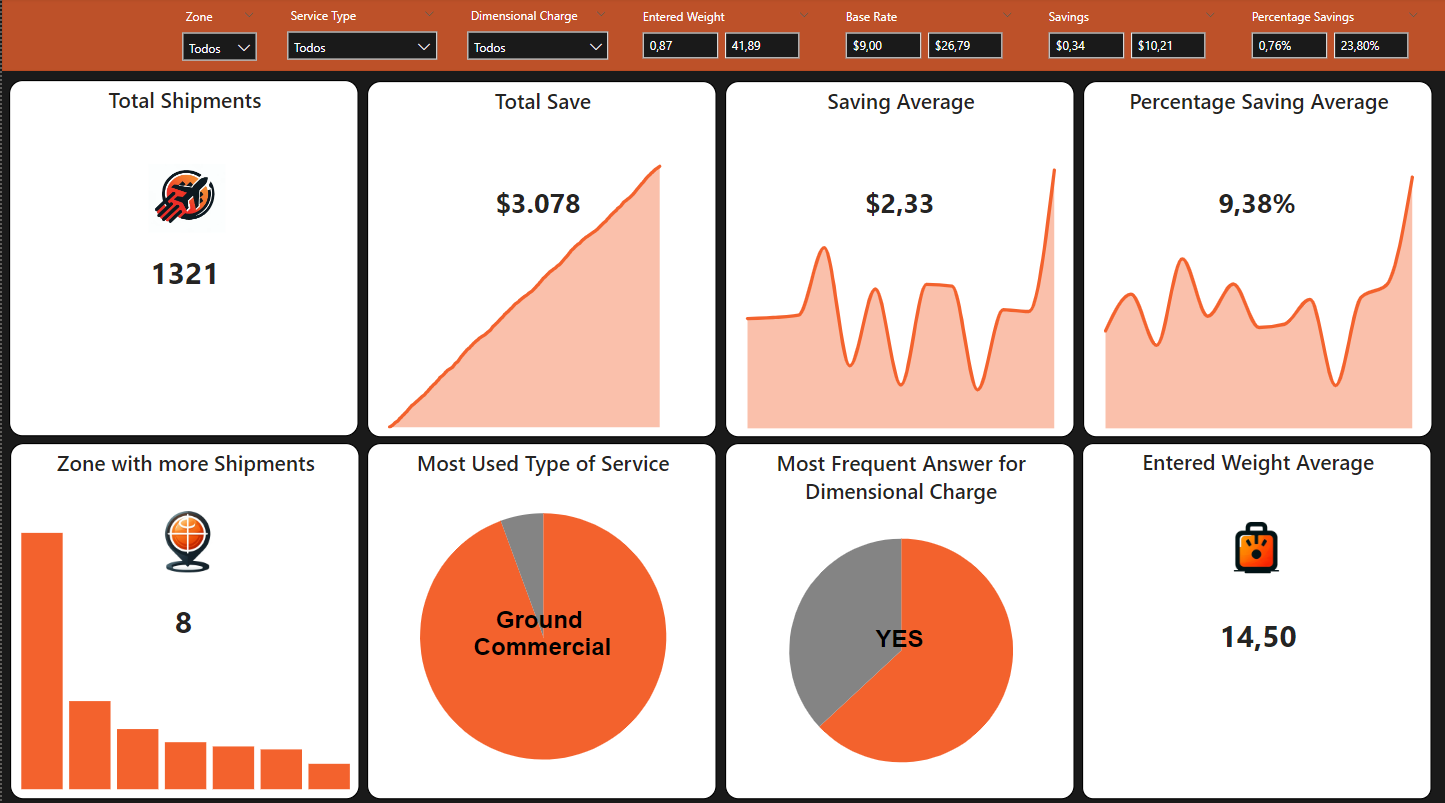 Zone
Service Type
Dimensional Charge
Entered Weight
Base Rate
Savings
Percentage Savings
Todos
Todos
Todos
0,87
41,89
$9,00
$26,79
$0,34
$10,21
0,76%
23,80%
Total Shipments
1321
Total Save
$3.078
Saving Average
$2,33
Percentage Saving Average
9,38%
Zone with more Shipments
8
Most Used Type of Service
Ground
Commercial
Most Frequent Answer for
Dimensional Charge
YES
Entered Weight Average
14,50